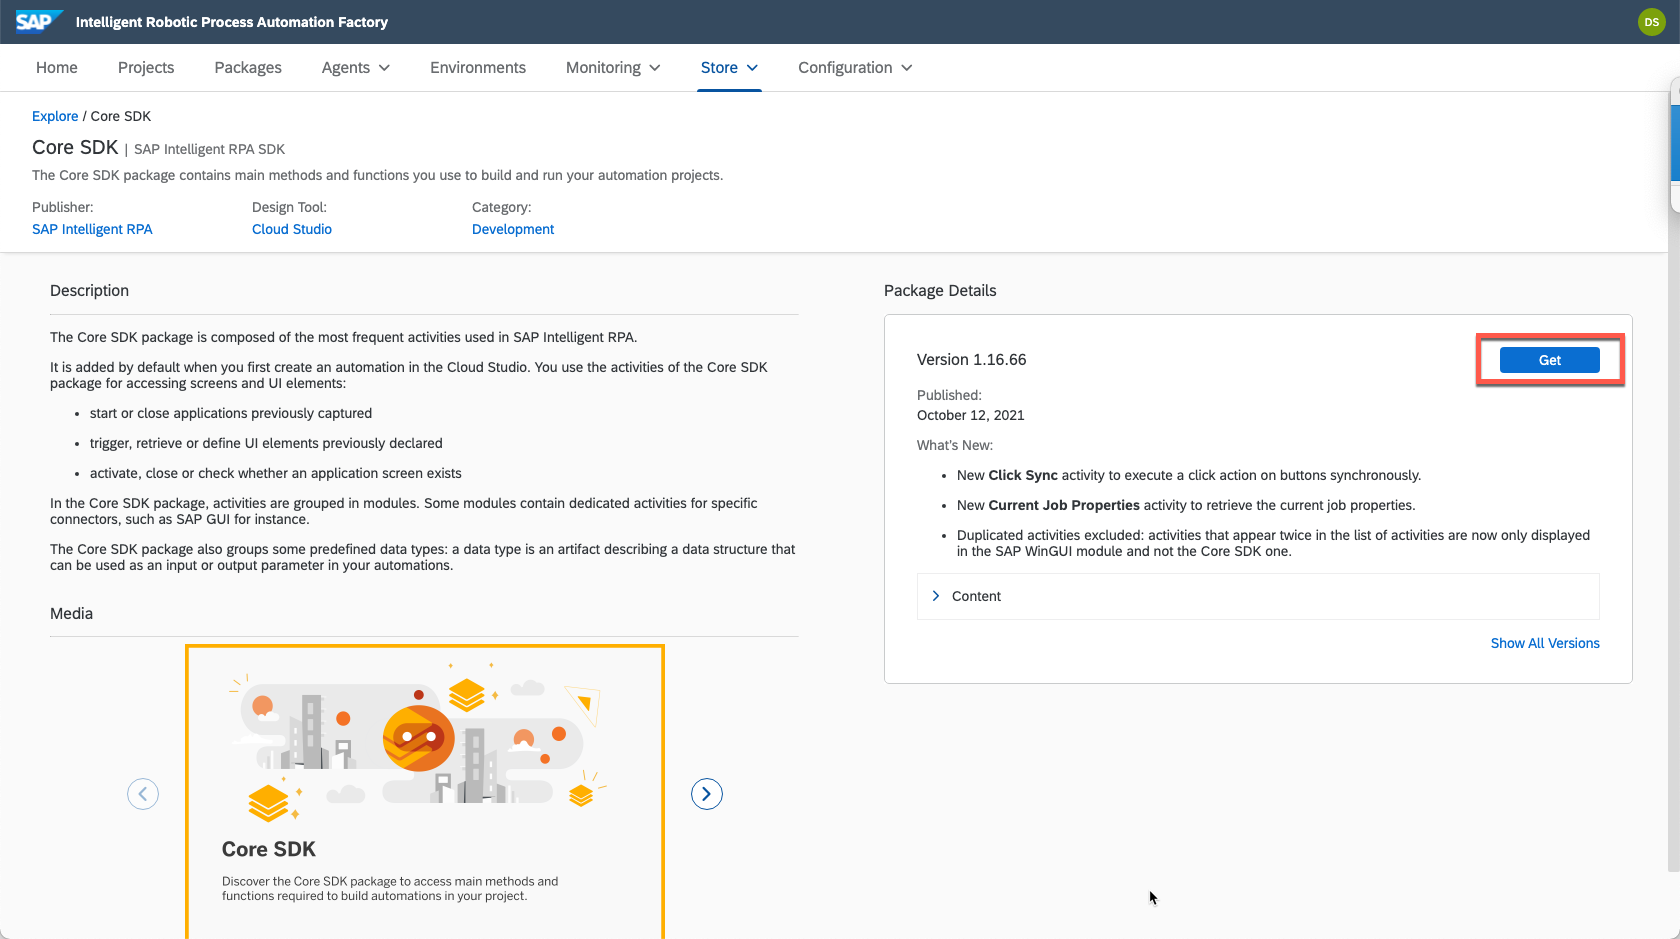 SAP Intelligent Robotic Process Automation Factory DS
Home Projects Packages Agents Environments Monitoring Store Configuration
Explore / Core SDK
Core SDK | SAP Intelligent RPA SDK
The Core SDK package contains main methods and functions you use to build and run your automation projects.
Publisher: Design Tool: Category:
SAP Intelligent RPA Cloud Studio Development
Description
The Core SDK package is composed of the most frequent activities used in SAP Intelligent RPA.
It is added by default when you first create an automation in the Cloud Studio. You use the activities of the Core SDK
package for accessing screens and UI elements:
• start or close applications previously captured
• trigger, retrieve or define UI elements previously declared
• activate, close or check whether an application screen exists
In the Core SDK package, activities are grouped in modules. Some modules contain dedicated activities for specific
connectors, such as SAP GUI for instance.
The Core SDK package also groups some predefined data types: a data type is an artifact describing a data structure that
can be used as an input or output parameter in your automations.
Media
Core SDK
Discover the Core SDK package to access main methods and
functions required to build automations in your project.
Package Details
Version 1.16.66 Get
Published:
October 12, 2021
What's New:
• New Click Sync activity to execute a click action on buttons synchronously.
• New Current Job Properties activity to retrieve the current job properties.
• Duplicated activities excluded: activities that appear twice in the list of activities are now only displayed
in the SAP WinGUI module and not the Core SDK one.
Content
Show All Versions